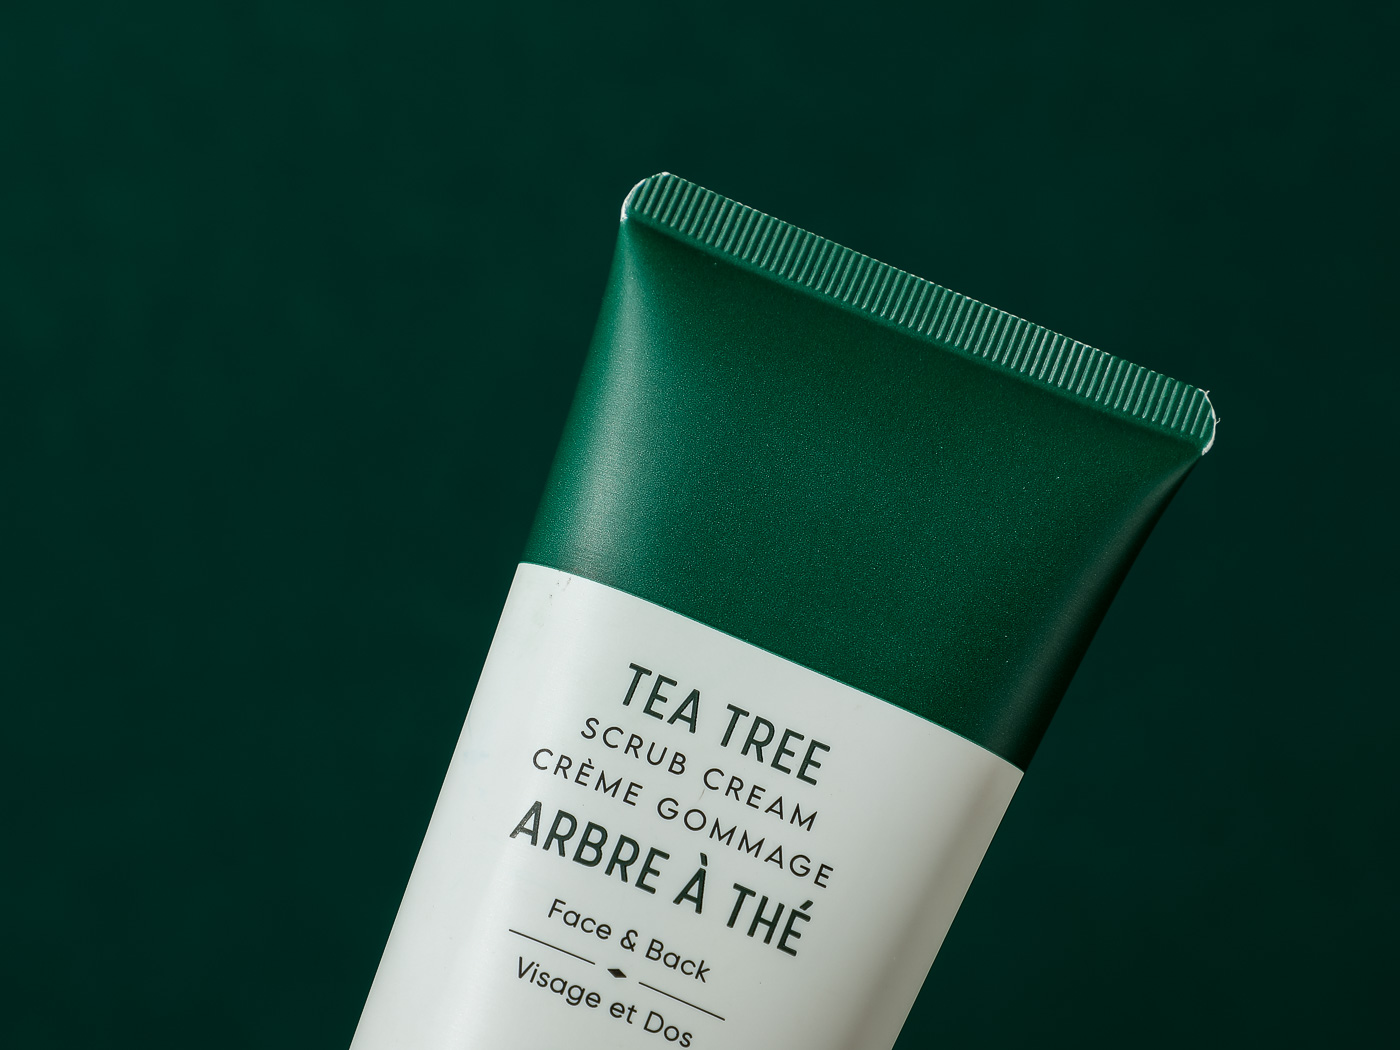 TEA TREE
SCRUB CREAM
CRÈME GOMMAGE
ARBRE À THÉ
Face & Back
Visage et Dos